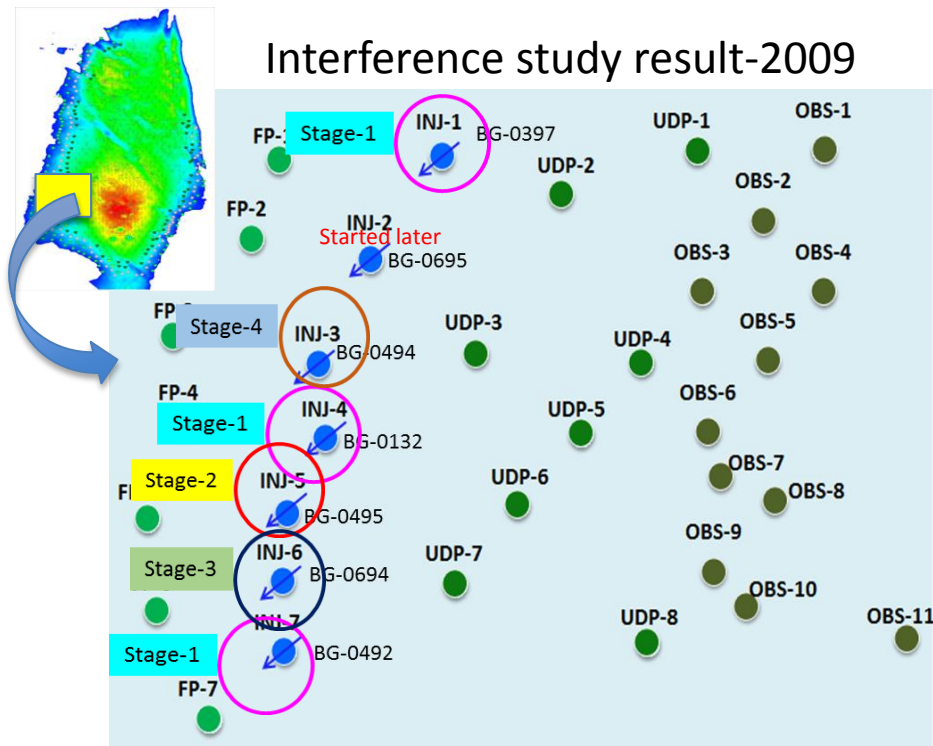 Interference study result-2009
Stage-1
INJ-1
BG-0397
UDP-1
OBS-1
UDP-2
OBS-2
FP-2
INJ-2
Started later
BG-0695
OBS-3
OBS-4
Stage-4
INJ-3
BG-0494
UDP-3
UDP-4
OBS-5
FP-4
Stage-1
INJ-4
BG-0132
UDP-5
OBS-6
Stage-2
INJ-5
BG-0495
UDP-6
OBS-7
OBS-8
Stage-3
INJ-6
BG-0694
UDP-7
OBS-9
OBS-10
INJ-7
BG-0492
Stage-1
UDP-8
OBS-11
FP-7